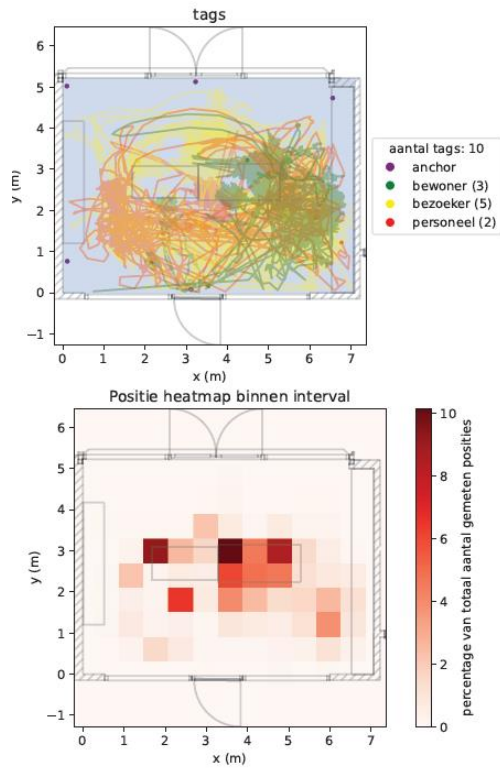 tags
6
5
4
3
2
1
0
−1
y (m)
0 1 2 3 4 5 6 7
x (m)
aantal tags: 10
anchor
bewoner (3)
bezoeker (5)
personeel (2)
Positie heatmap binnen interval
6
5
4
3
2
1
0
−1
y (m)
0 1 2 3 4 5 6 7
x (m)
10
8
6
4
2
0
percentage van totaal aantal gemeten posities